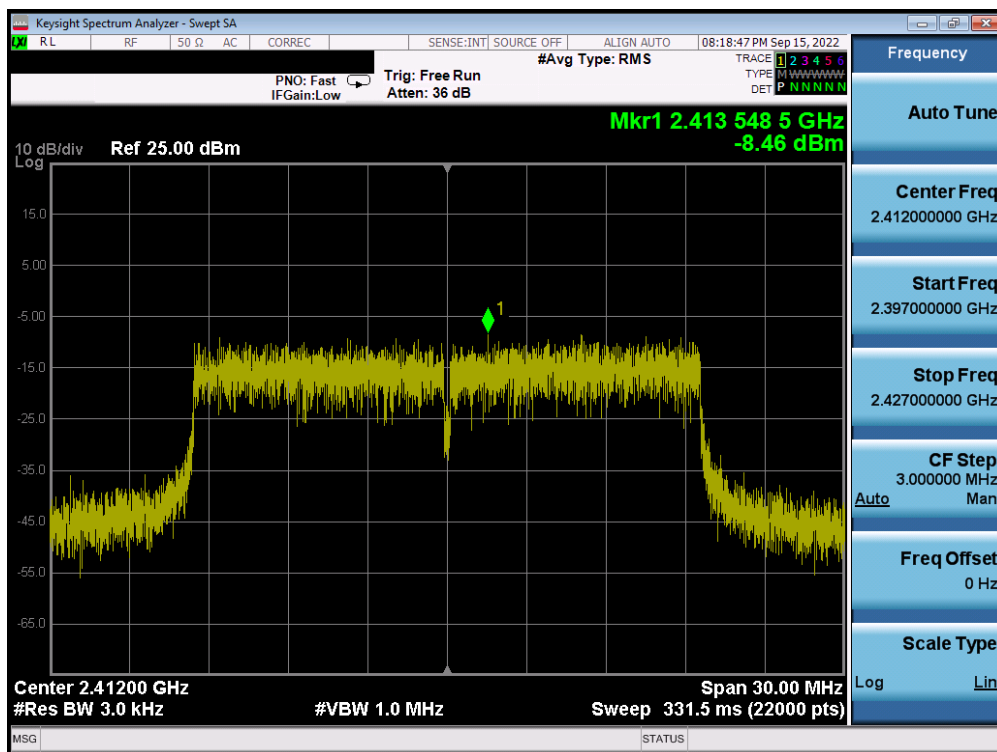 Keysight Spectrum Analyzer - Swept SA
LXI RL RF 50 Ω AC CORREC SENSE:INT SOURCE OFF ALIGN AUTO 08:18:47 PM Sep 15, 2022
PNO: Fast
IFGain:Low
Trig: Free Run
Atten: 36 dB
#Avg Type: RMS
TRACE 1 2 3 4 5 6
TYPE M W W W W W
DET P N N N N N
Mkr1 2.413 548 5 GHz
-8.46 dBm
10 dB/div Ref 25.00 dBm
Log
15.0
5.00
-5.00
-15.0
-25.0
-35.0
-45.0
-55.0
-65.0
1
Center 2.41200 GHz Span 30.00 MHz
#Res BW 3.0 kHz #VBW 1.0 MHz Sweep 331.5 ms (22000 pts)
MSG STATUS
Frequency
Auto Tune
Center Freq
2.412000000 GHz
Start Freq
2.397000000 GHz
Stop Freq
2.427000000 GHz
CF Step
3.000000 MHz
Auto Man
Freq Offset
0 Hz
Scale Type
Log Lin